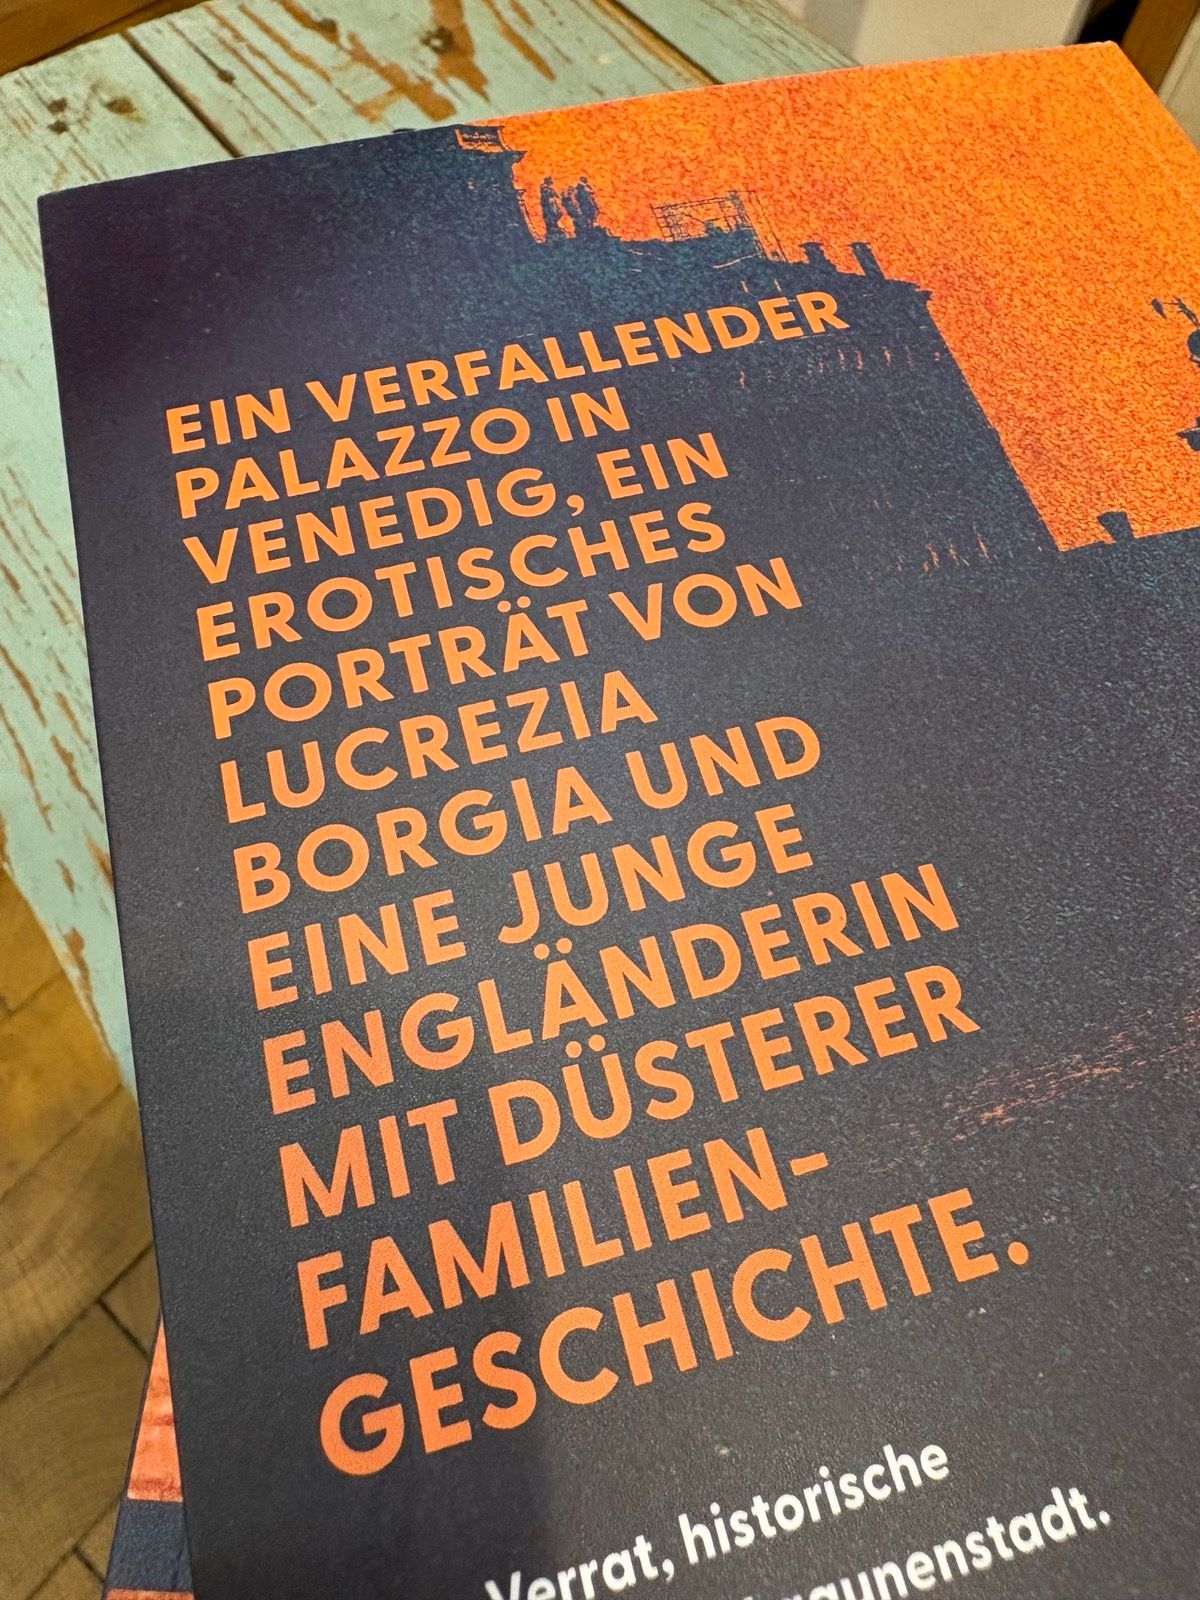 EIN VERFALLENDER
PALAZZO IN
VENEDIG, EIN
EROTISCHES
PORTRÄT VON
LUCREZIA
BORGIA UND
EINE JUNGE
ENGLÄNDERIN
MIT DÜSTERER
FAMILIEN-
GESCHICHTE.
Verrat, historische